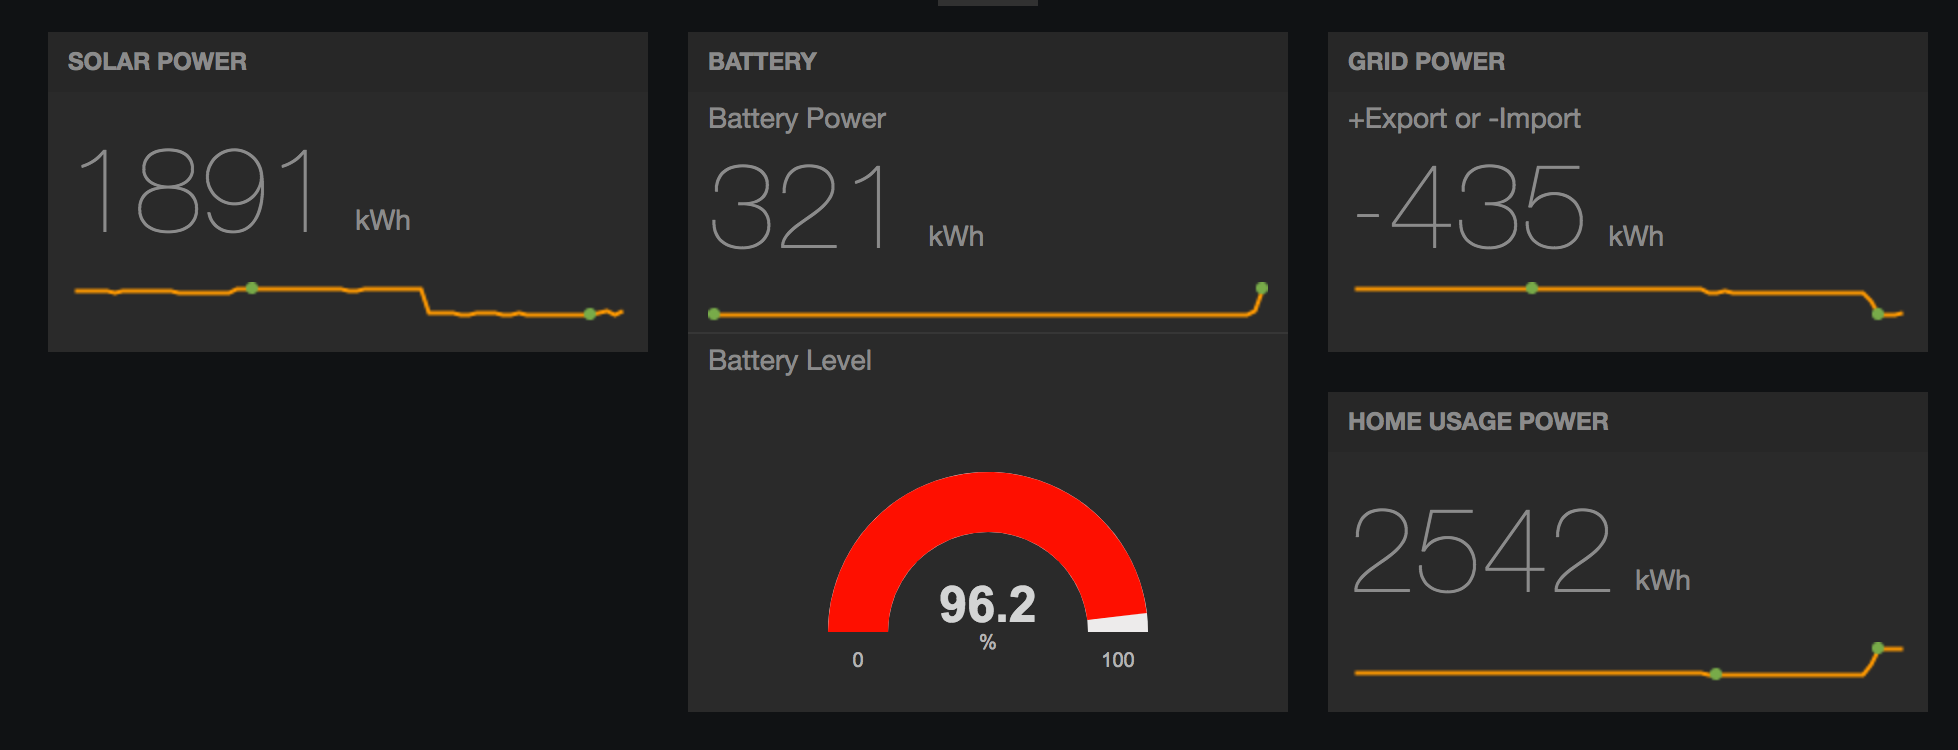 SOLAR POWER
1891 kWh
BATTERY
Battery Power
321 kWh
Battery Level
96.2
%
0 100
GRID POWER
+Export or -Import
-435 kWh
HOME USAGE POWER
2542 kWh